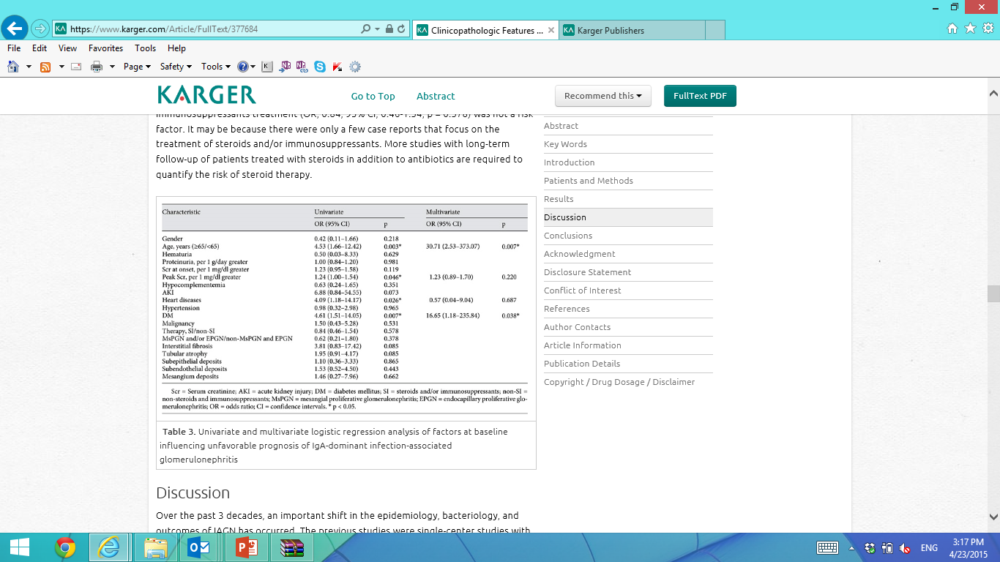 https://www.karger.com/Article/FullText/377684
Clinicopathologic Features ...
Karger Publishers
File Edit View Favorites Tools Help
Page Safety Tools
KARGER
Go to Top Abstract
Recommend this
FullText PDF
immunosuppressants treatment (OR, 0.84, 95% CI, 0.46-1.54, p = 0.578) was not a risk
factor. It may be because there were only a few case reports that focus on the
treatment of steroids and/or immunosuppressants. More studies with long-term
follow-up of patients treated with steroids in addition to antibiotics are required to
quantify the risk of steroid therapy.
Characteristic Univariate Multivariate
OR (95% CI) p OR (95% CI) p
Gender 0.42 (0.11–1.66) 0.218
Age, years (≥65/<65) 4.53 (1.66–12.42) 0.003* 30.71 (2.53–373.07) 0.007*
Hematuria 0.50 (0.03–8.33) 0.629
Proteinuria, per 1 g/day greater 1.00 (0.84–1.20) 0.981
Scr at onset, per 1 mg/dl greater 1.23 (0.95–1.58) 0.119
Peak Scr, per 1 mg/dl greater 1.24 (1.00–1.54) 0.046* 1.23 (0.89–1.70) 0.220
Hypocomplementemia 0.63 (0.24–1.65) 0.351
AKI 6.88 (0.84–54.55) 0.073
Heart diseases 4.09 (1.18–14.17) 0.026* 0.57 (0.04–9.04) 0.687
Hypertension 0.98 (0.32–2.98) 0.965
DM 4.61 (1.51–14.05) 0.007* 16.65 (1.18–235.84) 0.038*
Malignancy 1.50 (0.43–5.28) 0.531
Therapy, SI/non-SI 0.84 (0.46–1.54) 0.578
MsPGN and/or EPGN/non-MsPGN and EPGN 0.62 (0.21–1.80) 0.378
Interstitial fibrosis 3.81 (0.83–17.42) 0.085
Tubular atrophy 1.95 (0.91–4.17) 0.085
Subepithelial deposits 1.10 (0.36–3.33) 0.865
Subendothelial deposits 1.53 (0.52–4.50) 0.443
Mesangium deposits 1.46 (0.27–7.96) 0.662
Scr = Serum creatinine; AKI = acute kidney injury; DM = diabetes mellitus; SI = steroids and/or immunosuppressants; non-SI =
non-steroids and immunosuppressants; MsPGN = mesangial proliferative glomerulonephritis; EPGN = endocapillary proliferative glo-
merulonephritis; OR = odds ratio; CI = confidence intervals. * p < 0.05.
Table 3. Univariate and multivariate logistic regression analysis of factors at baseline
influencing unfavorable prognosis of IgA-dominant infection-associated
glomerulonephritis
Discussion
Over the past 3 decades, an important shift in the epidemiology, bacteriology, and
outcomes of IAGN has occurred. The previous studies were single-center studies with
Abstract
Key Words
Introduction
Patients and Methods
Results
Discussion
Conclusions
Acknowledgment
Disclosure Statement
Conflict of Interest
References
Author Contacts
Article Information
Publication Details
Copyright / Drug Dosage / Disclaimer
ENG
3:17 PM
4/23/2015